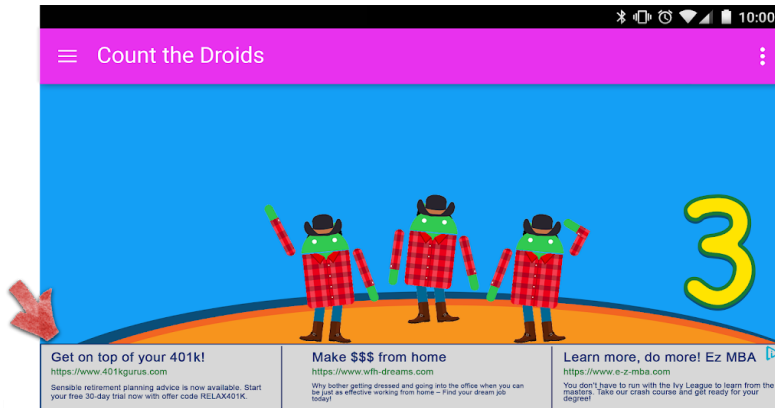 10:00
Count the Droids
3
Get on top of your 401k!
https://www.401kgurus.com
Sensible retirement planning advice is now available. Start
your free 30-day trial now with offer code RELAX401K.
Make $$$ from home
https://www.wfh-dreams.com
Why bother getting dressed and going into the office when you can
be just as effective working from home – Find your dream job
today!
Learn more, do more! Ez MBA
https://www.e-z-mba.com
You don't have to run with the Ivy League to learn from the
masters. Take our crash course and get ready for your
degree!